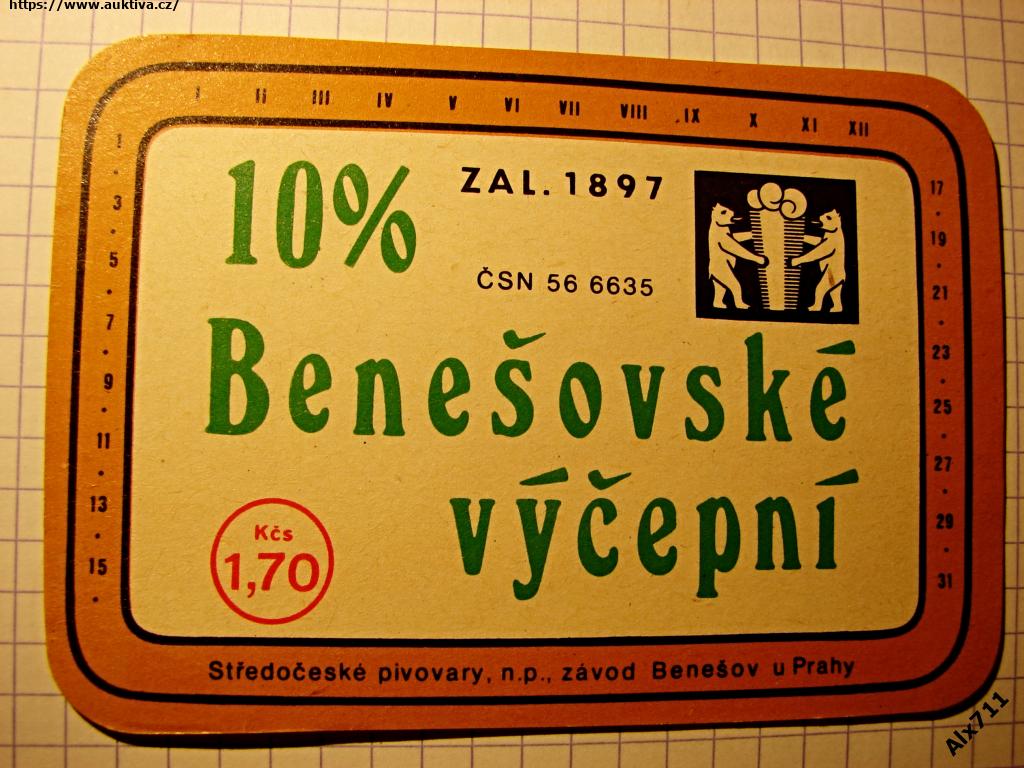 https://www.auktiva.cz/
I II III IV V VI VII VIII IX X XI XII
1 · 3 · 5 · 7 · 9 · 11 · 13 · 15 ·
10%
ZAL. 1897
ČSN 56 6635
Benešovské
výčepní
Kčs
1,70
17 · 19 · 21 · 23 · 25 · 27 · 29 · 31
Středočeské pivovary, n.p., závod Benešov u Prahy
Alx711